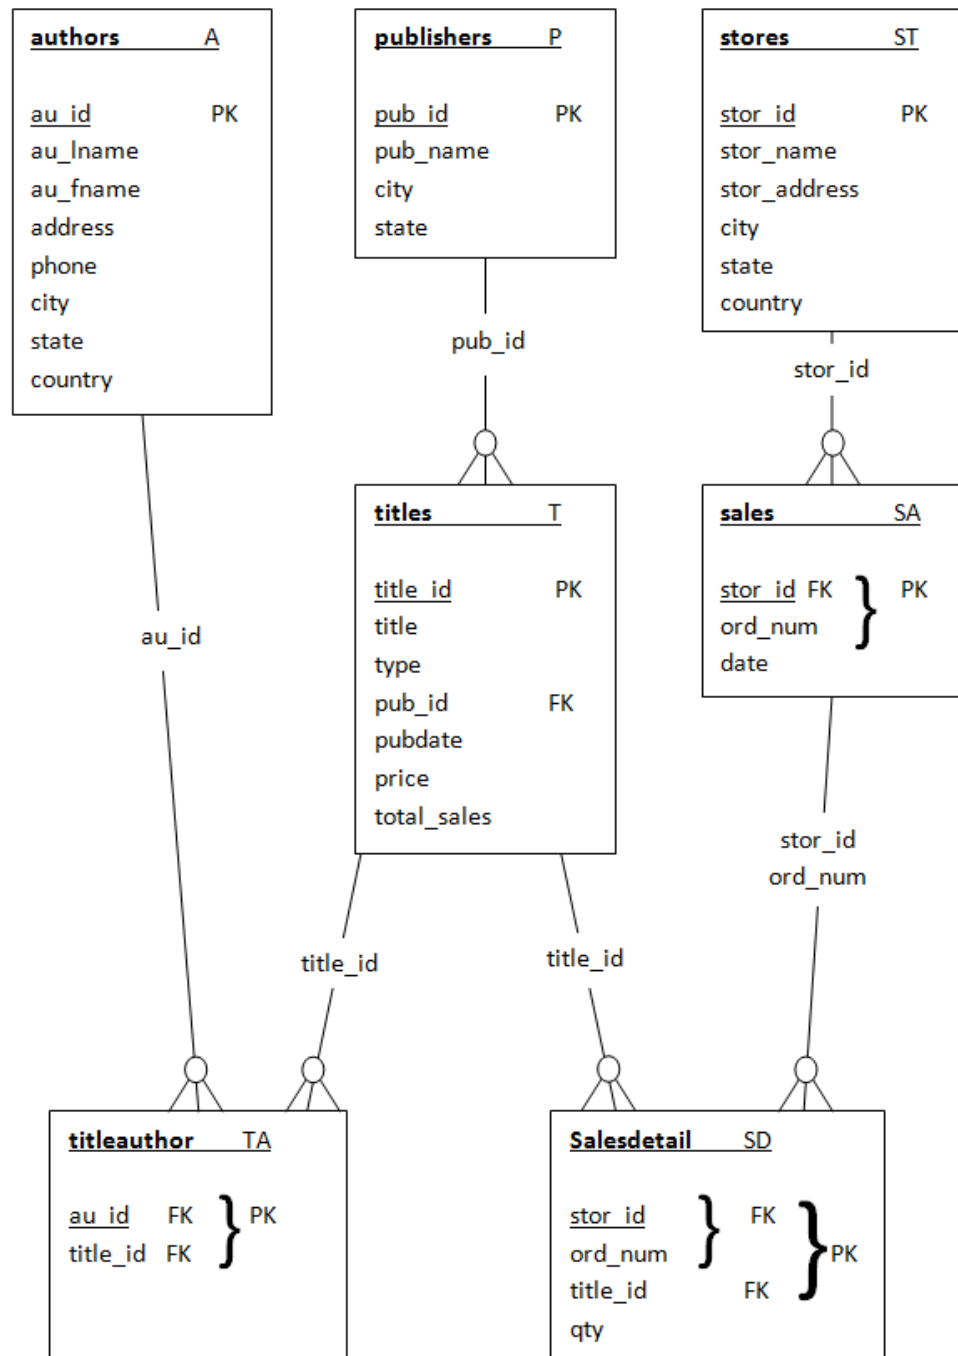 authors A
au_id PK
au_lname
au_fname
address
phone
city
state
country
publishers P
pub_id PK
pub_name
city
state
stores ST
stor_id PK
stor_name
stor_address
city
state
country
pub_id
stor_id
au_id
titles T
title_id PK
title
type
pub_id FK
pubdate
price
total_sales
sales SA
stor_id FK } PK
ord_num
date
stor_id
ord_num
title_id
title_id
titleauthor TA
au_id FK } PK
title_id FK
Salesdetail SD
stor_id } FK
ord_num } PK
title_id FK
qty